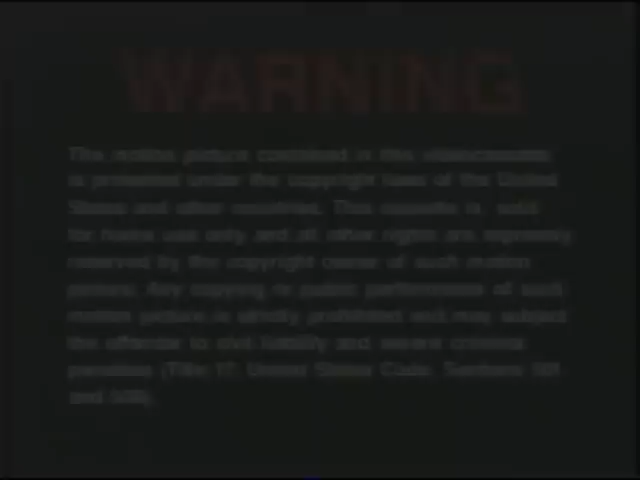 WARNING
The motion picture contained in this videocassette
is protected under the copyright laws of the United
States and other countries. This cassette is sold
for home use only and all other rights are expressly
reserved by the copyright owner of such motion
picture. Any copying or public performance of such
motion picture is strictly prohibited and may subject
the offender to civil liability and severe criminal
penalties (Title 17, United States Code, Sections 501
and 506).